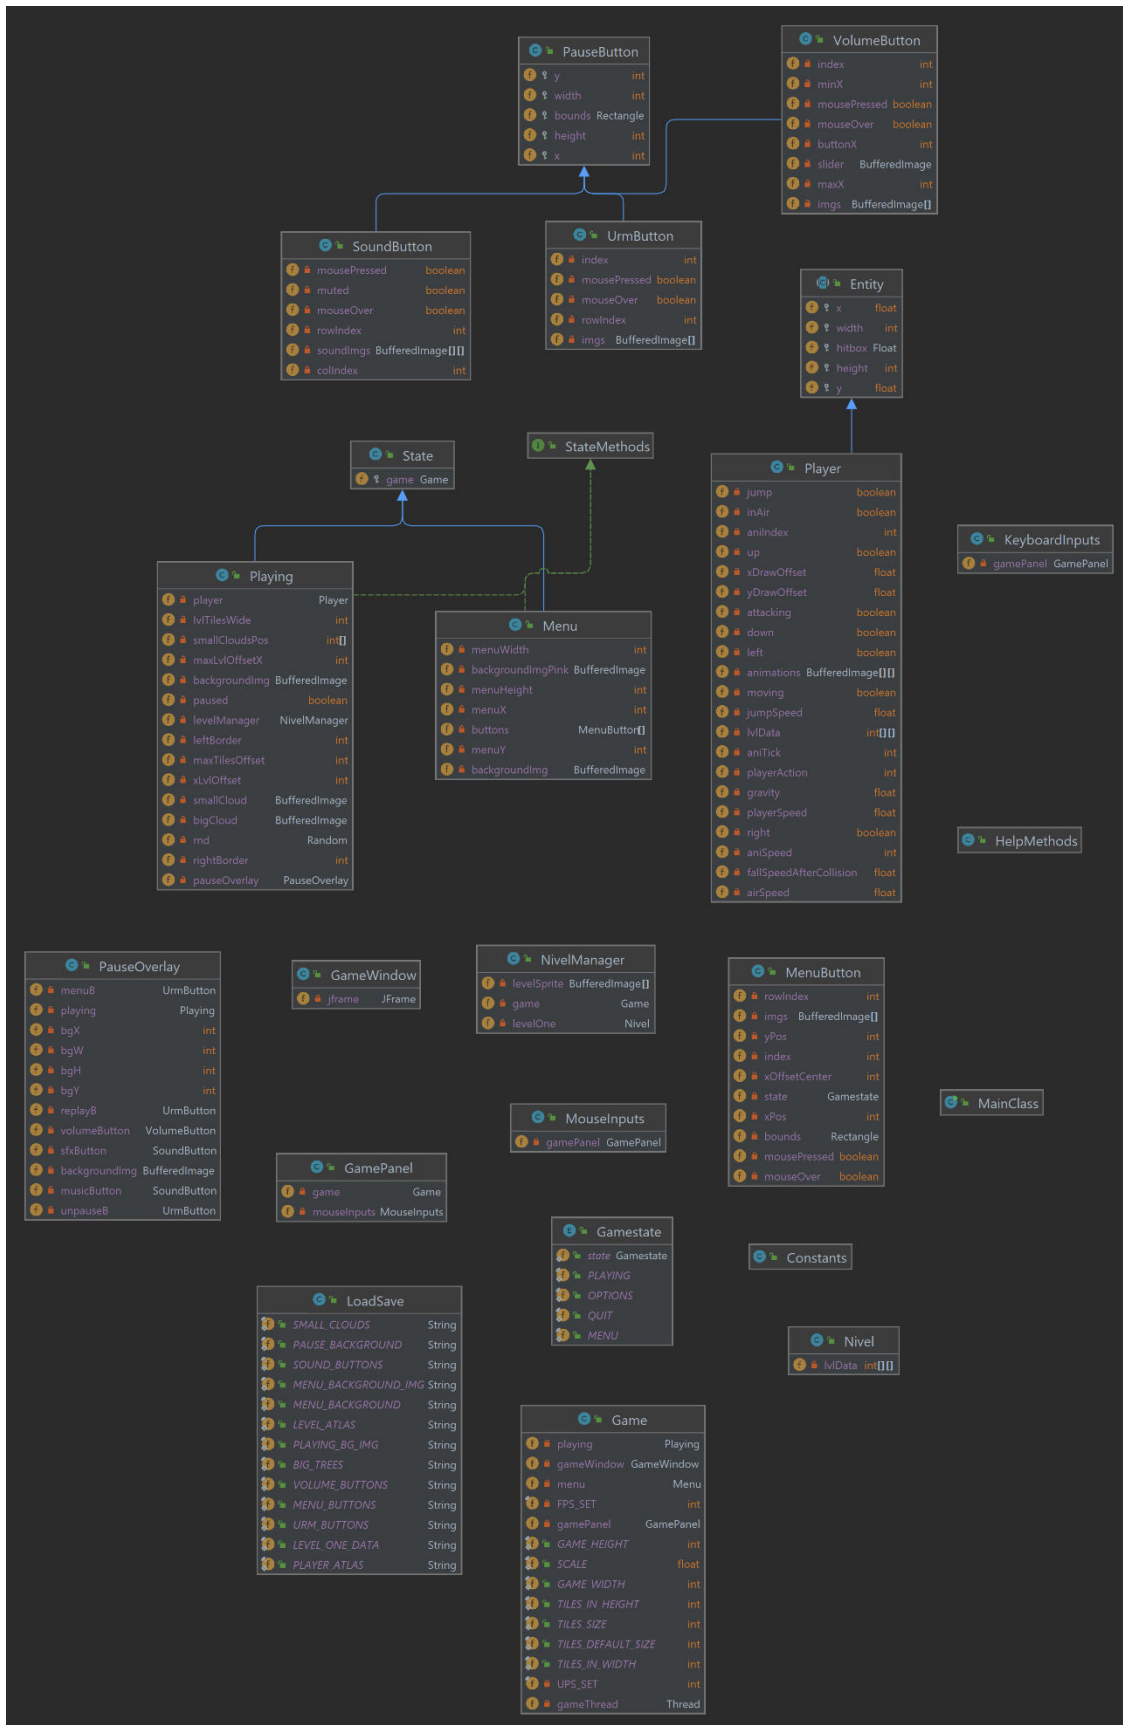 PauseButton
y int
width int
bounds Rectangle
height int
x int
VolumeButton
index int
minX int
mousePressed boolean
mouseOver boolean
buttonX int
slider BufferedImage
maxX int
imgs BufferedImage[]
SoundButton
mousePressed boolean
muted boolean
mouseOver boolean
rowIndex int
soundImgs BufferedImage[][]
colIndex int
UrmButton
index int
mousePressed boolean
mouseOver boolean
rowIndex int
imgs BufferedImage[]
Entity
x float
width int
hitbox Float
height int
y float
State
game Game
StateMethods
Player
jump boolean
inAir boolean
aniIndex int
up boolean
xDrawOffset float
yDrawOffset float
attacking boolean
down boolean
left boolean
animations BufferedImage[][]
moving boolean
jumpSpeed float
lvlData int[][]
aniTick int
playerAction int
gravity float
playerSpeed float
right boolean
aniSpeed int
fallSpeedAfterCollision float
airSpeed float
KeyboardInputs
gamePanel GamePanel
Playing
player Player
lvlTilesWide int
smallCloudsPos int[]
maxLvlOffsetX int
backgroundImg BufferedImage
paused boolean
levelManager NivelManager
leftBorder int
maxTilesOffset int
xLvlOffset int
smallCloud BufferedImage
bigCloud BufferedImage
rnd Random
rightBorder int
pauseOverlay PauseOverlay
Menu
menuWidth int
backgroundImgPink BufferedImage
menuHeight int
menuX int
buttons MenuButton[]
menuY int
backgroundImg BufferedImage
HelpMethods
PauseOverlay
menuB UrmButton
playing Playing
bgX int
bgW int
bgH int
bgY int
replayB UrmButton
volumeButton VolumeButton
sfxButton SoundButton
backgroundImg BufferedImage
musicButton SoundButton
unpauseB UrmButton
GameWindow
jframe JFrame
NivelManager
levelSprite BufferedImage[]
game Game
levelOne Nivel
MenuButton
rowIndex int
imgs BufferedImage[]
yPos int
index int
xOffsetCenter int
state Gamestate
xPos int
bounds Rectangle
mousePressed boolean
mouseOver boolean
MainClass
MouseInputs
gamePanel GamePanel
GamePanel
game Game
mouseInputs MouseInputs
Gamestate
state Gamestate
PLAYING
OPTIONS
QUIT
MENU
Constants
LoadSave
SMALL_CLOUDS String
PAUSE_BACKGROUND String
SOUND_BUTTONS String
MENU_BACKGROUND_IMG String
MENU_BACKGROUND String
LEVEL_ATLAS String
PLAYING_BG_IMG String
BIG_TREES String
VOLUME_BUTTONS String
MENU_BUTTONS String
URM_BUTTONS String
LEVEL_ONE_DATA String
PLAYER_ATLAS String
Nivel
lvlData int[][]
Game
playing Playing
gameWindow GameWindow
menu Menu
FPS_SET int
gamePanel GamePanel
GAME_HEIGHT int
SCALE float
GAME_WIDTH int
TILES_IN_HEIGHT int
TILES_SIZE int
TILES_DEFAULT_SIZE int
TILES_IN_WIDTH int
UPS_SET int
gameThread Thread